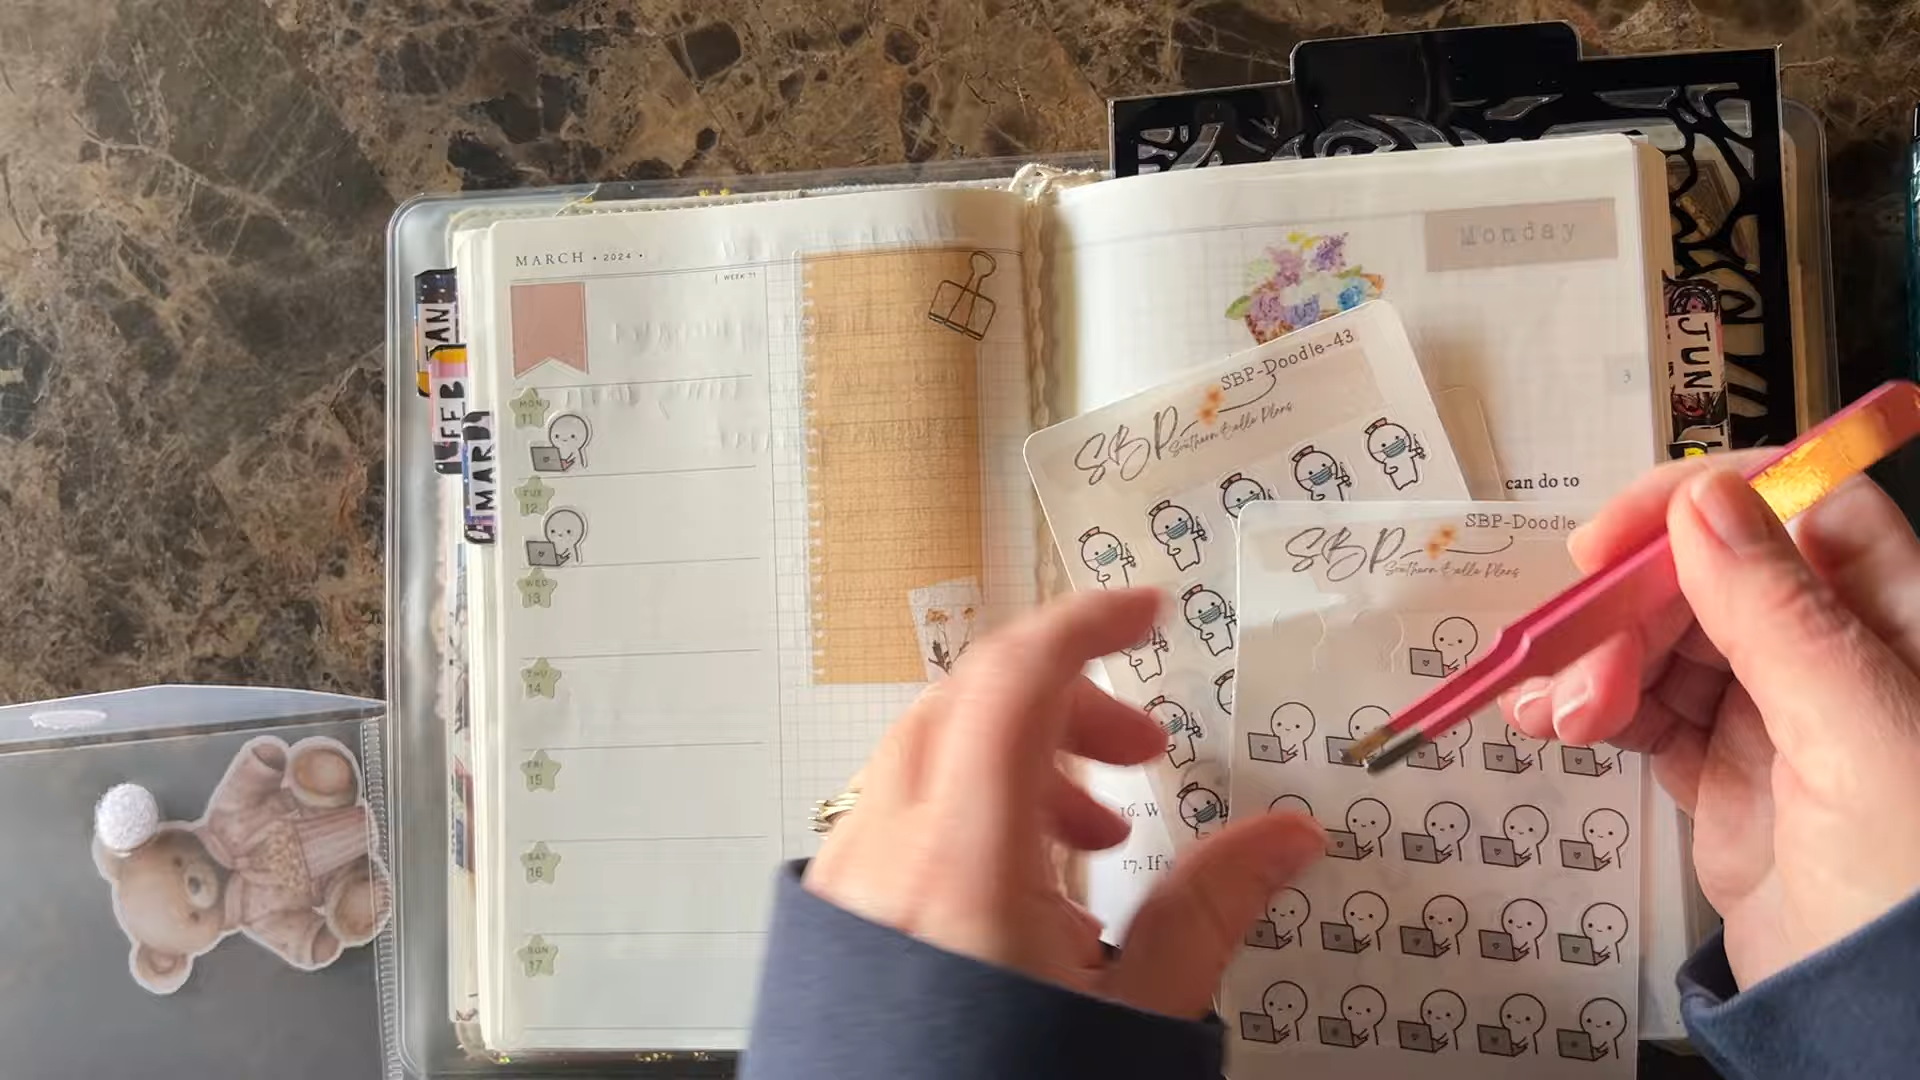 MARCH • 2024 •
WEEK 11
MON
11
TUE
12
WED
13
THU
14
FRI
15
SAT
16
SUN
17
JAN
FEB
MAR
Monday
3
JUN
can do to
16. W
17. If
SBP-Doodle-43
SBP
Southern Belle Plans
SBP-Doodle
SBP
Southern Belle Plans